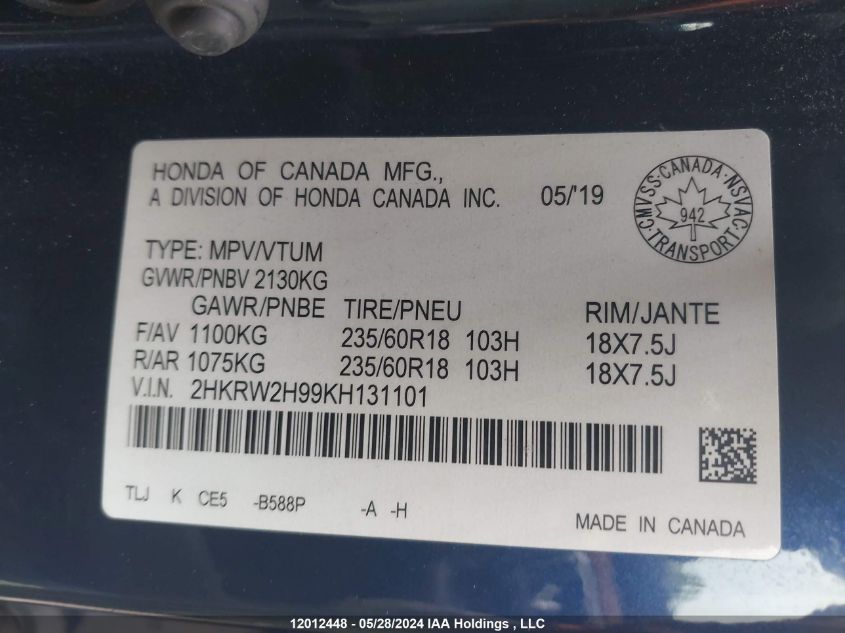 HONDA OF CANADA MFG.,
A DIVISION OF HONDA CANADA INC. 05/'19
CMVSS·CANADA·NSVAC
942
TRANSPORT
TYPE: MPV/VTUM
GVWR/PNBV 2130KG
GAWR/PNBE TIRE/PNEU RIM/JANTE
F/AV 1100KG 235/60R18 103H 18X7.5J
R/AR 1075KG 235/60R18 103H 18X7.5J
V.I.N. 2HKRW2H99KH131101
TLJ K CE5 -B588P -A -H
MADE IN CANADA
12012448 - 05/28/2024 IAA Holdings, LLC